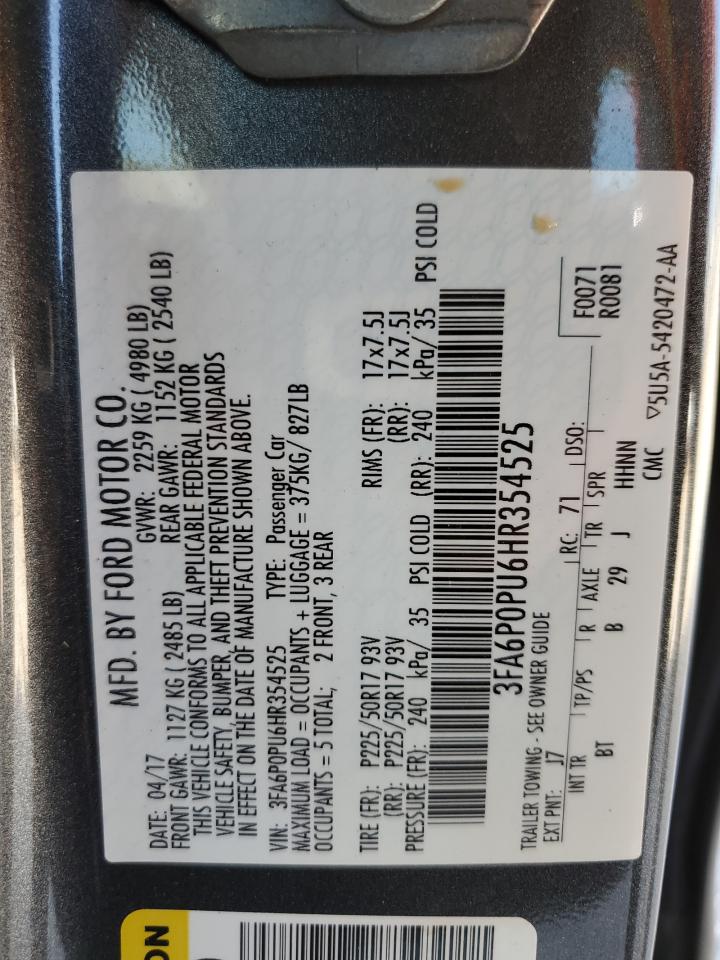 MFD. BY FORD MOTOR CO.
DATE: 04/17 GVWR: 2259 KG ( 4980 LB)
FRONT GAWR: 1127 KG ( 2485 LB) REAR GAWR: 1152 KG ( 2540 LB)
THIS VEHICLE CONFORMS TO ALL APPLICABLE FEDERAL MOTOR
VEHICLE SAFETY, BUMPER, AND THEFT PREVENTION STANDARDS
IN EFFECT ON THE DATE OF MANUFACTURE SHOWN ABOVE.
VIN: 3FA6P0PU6HR354525 TYPE: Passenger Car
MAXIMUM LOAD = OCCUPANTS + LUGGAGE = 375KG/ 827LB
OCCUPANTS = 5 TOTAL; 2 FRONT, 3 REAR
TIRE (FR): P225/50R17 93V RIMS (FR): 17x7.5J
(RR): P225/50R17 93V (RR): 17x7.5J
PRESSURE (FR): 240 kPa/ 35 PSI COLD (RR): 240 kPa/ 35 PSI COLD
3FA6P0PU6HR354525
TRAILER TOWING - SEE OWNER GUIDE
EXT PNT: J7 RC: 71 DSO: F0071
R0081
INT TR TP/PS R AXLE TR SPR
BT B 29 J HHNN
CMC ▽5U5A-5420472-AA
ON